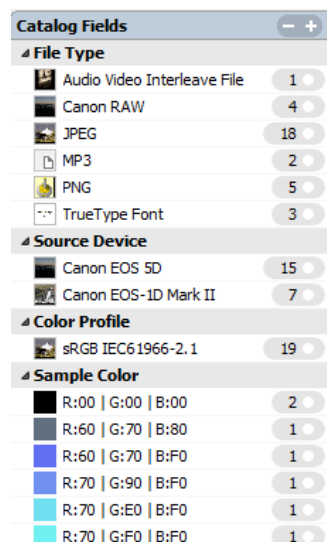 Catalog Fields
File Type
Audio Video Interleave File 1
Canon RAW 4
JPEG 18
MP3 2
PNG 5
TrueType Font 3
Source Device
Canon EOS 5D 15
Canon EOS-1D Mark II 7
Color Profile
sRGB IEC61966-2.1 19
Sample Color
R:00 | G:00 | B:00 2
R:60 | G:70 | B:80 1
R:60 | G:70 | B:F0 1
R:70 | G:90 | B:F0 1
R:70 | G:E0 | B:F0 1
R:70 | G:F0 | B:F0 1